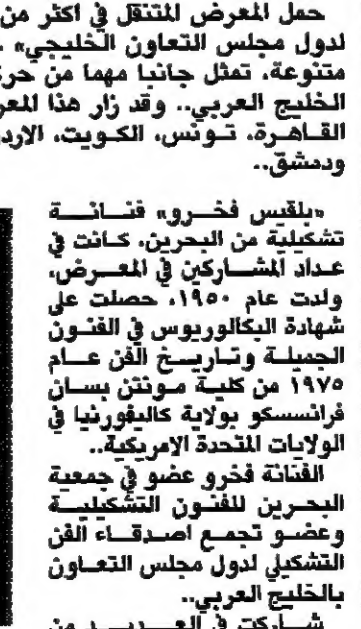 حمل المعرض المتنقل في اكثر من
لدول مجلس التعاون الخليجي»
متنوعة، تمثل جانبا مهما من
الخليج العربي.. وقد زار هذا
القاهرة، تونس، الكويت،
ودمشق..
«بلقيس فخرو» فنانة
تشكيلية من البحرين، كانت في
عداد المشاركين في المعرض،
ولدت عام ١٩٥٠، حصلت على
شهادة البكالوريوس في الفنون
الجميلة وتاريخ الفن عام
١٩٧٥ من كلية مونتن بسان
فرانسسكو بولاية كاليفورنيا في
الولايات المتحدة الامريكية..
الفنانة فخرو عضو في جمعية
البحرين للفنون التشكيلية
وعضو تجمع اصدقاء الفن
التشكيلي لدول مجلس التعاون
بالخليج العربي..
شاركت في العديد من